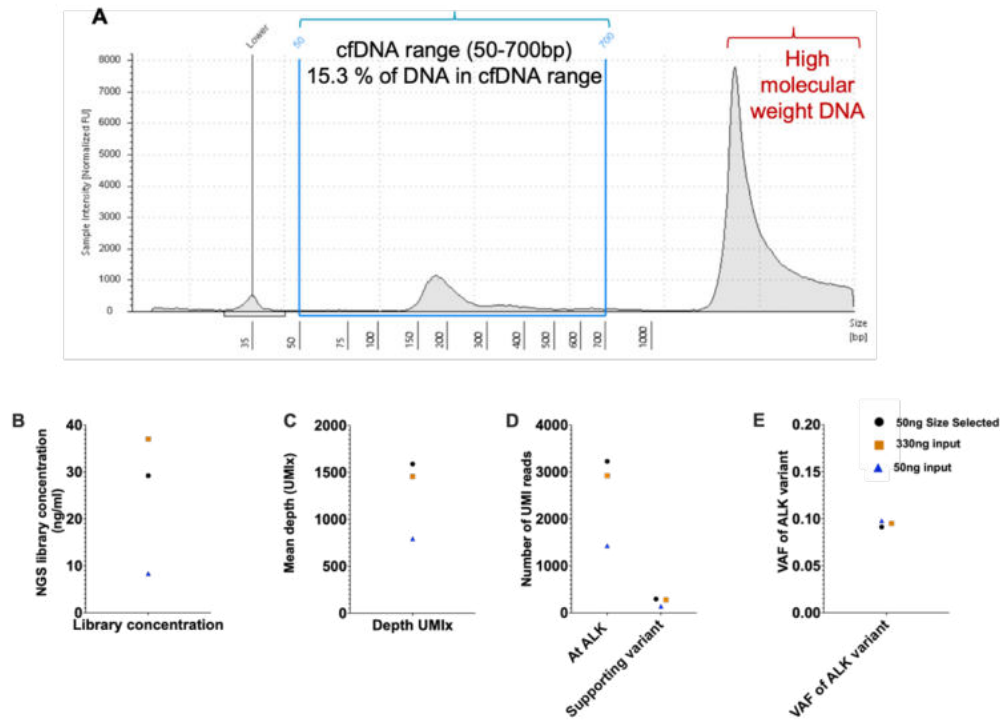 A
Lower
50
700
cfDNA range (50-700bp)
15.3 % of DNA in cfDNA range
High
molecular
weight DNA
Sample Intensity [Normalized FU]
8000
7000
6000
5000
4000
3000
2000
1000
0
35
50
75
100
150
200
300
400
500
600
700
1000
Size
[bp]
B
NGS library concentration
(ng/ml)
40
30
20
10
0
Library concentration
C
Mean depth (UMIx)
2000
1500
1000
500
0
Depth UMIx
D
Number of UMI reads
4000
3000
2000
1000
0
At ALK
Supporting variant
E
VAF of ALK variant
0.20
0.15
0.10
0.05
0.00
VAF of ALK variant
50ng Size Selected
330ng input
50ng input